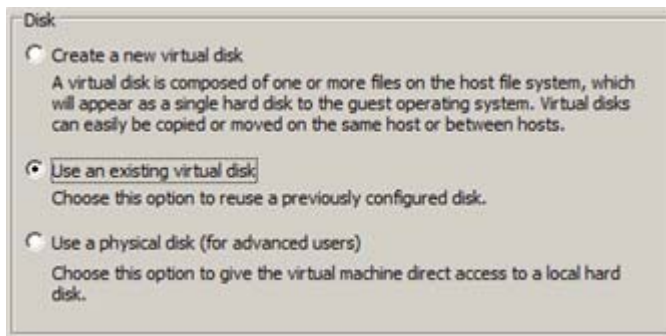 Disk
Create a new virtual disk
A virtual disk is composed of one or more files on the host file system, which
will appear as a single hard disk to the guest operating system. Virtual disks
can easily be copied or moved on the same host or between hosts.
Use an existing virtual disk
Choose this option to reuse a previously configured disk.
Use a physical disk (for advanced users)
Choose this option to give the virtual machine direct access to a local hard
disk.